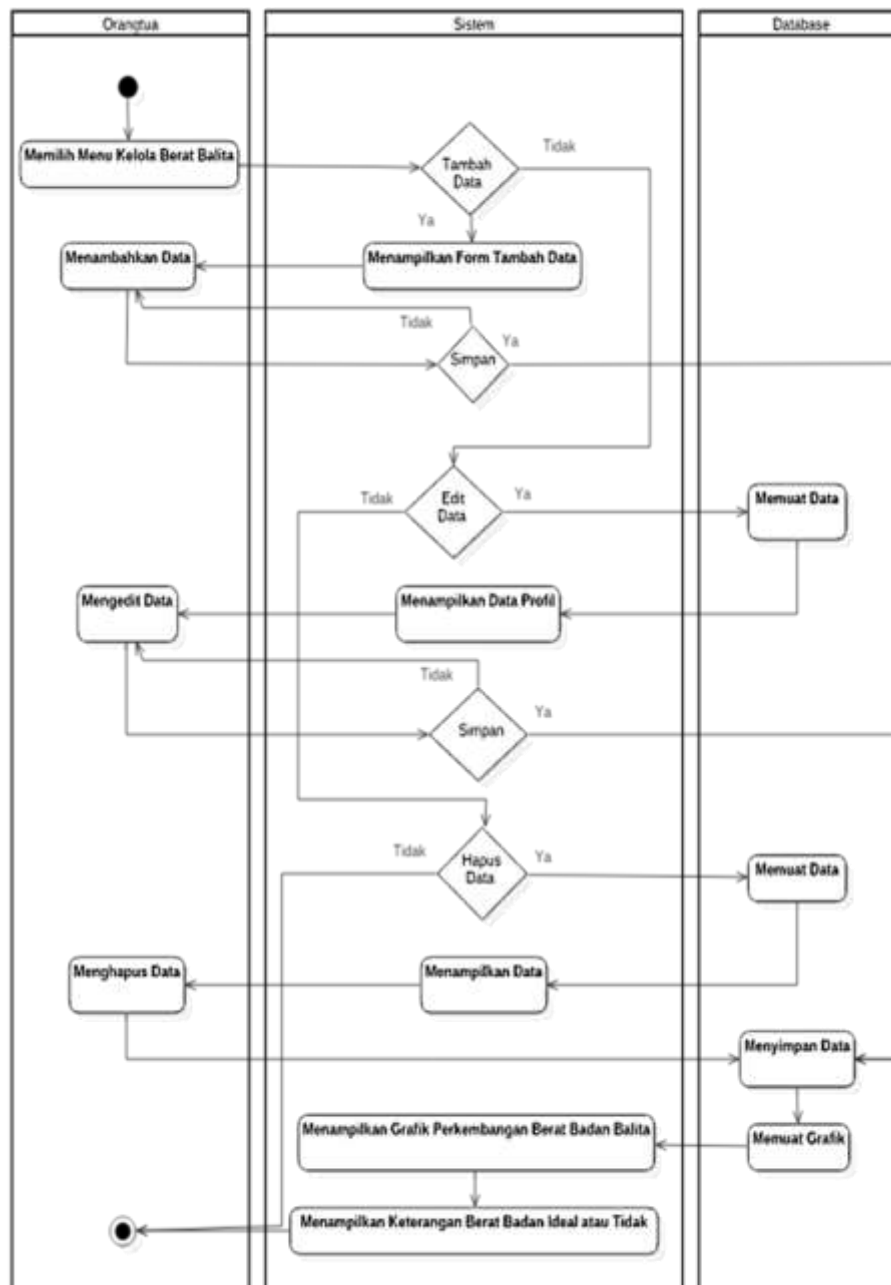 Orangtua
Sistem
Database
Memilih Menu Kelola Berat Balita
Tambah
Data
Tidak
Ya
Menambahkan Data
Menampilkan Form Tambah Data
Tidak
Simpan
Ya
Tidak
Edit
Data
Ya
Memuat Data
Mengedit Data
Menampilkan Data Profil
Tidak
Simpan
Ya
Tidak
Hapus
Data
Ya
Memuat Data
Menghapus Data
Menampilkan Data
Menyimpan Data
Menampilkan Grafik Perkembangan Berat Badan Balita
Memuat Grafik
Menampilkan Keterangan Berat Badan Ideal atau Tidak